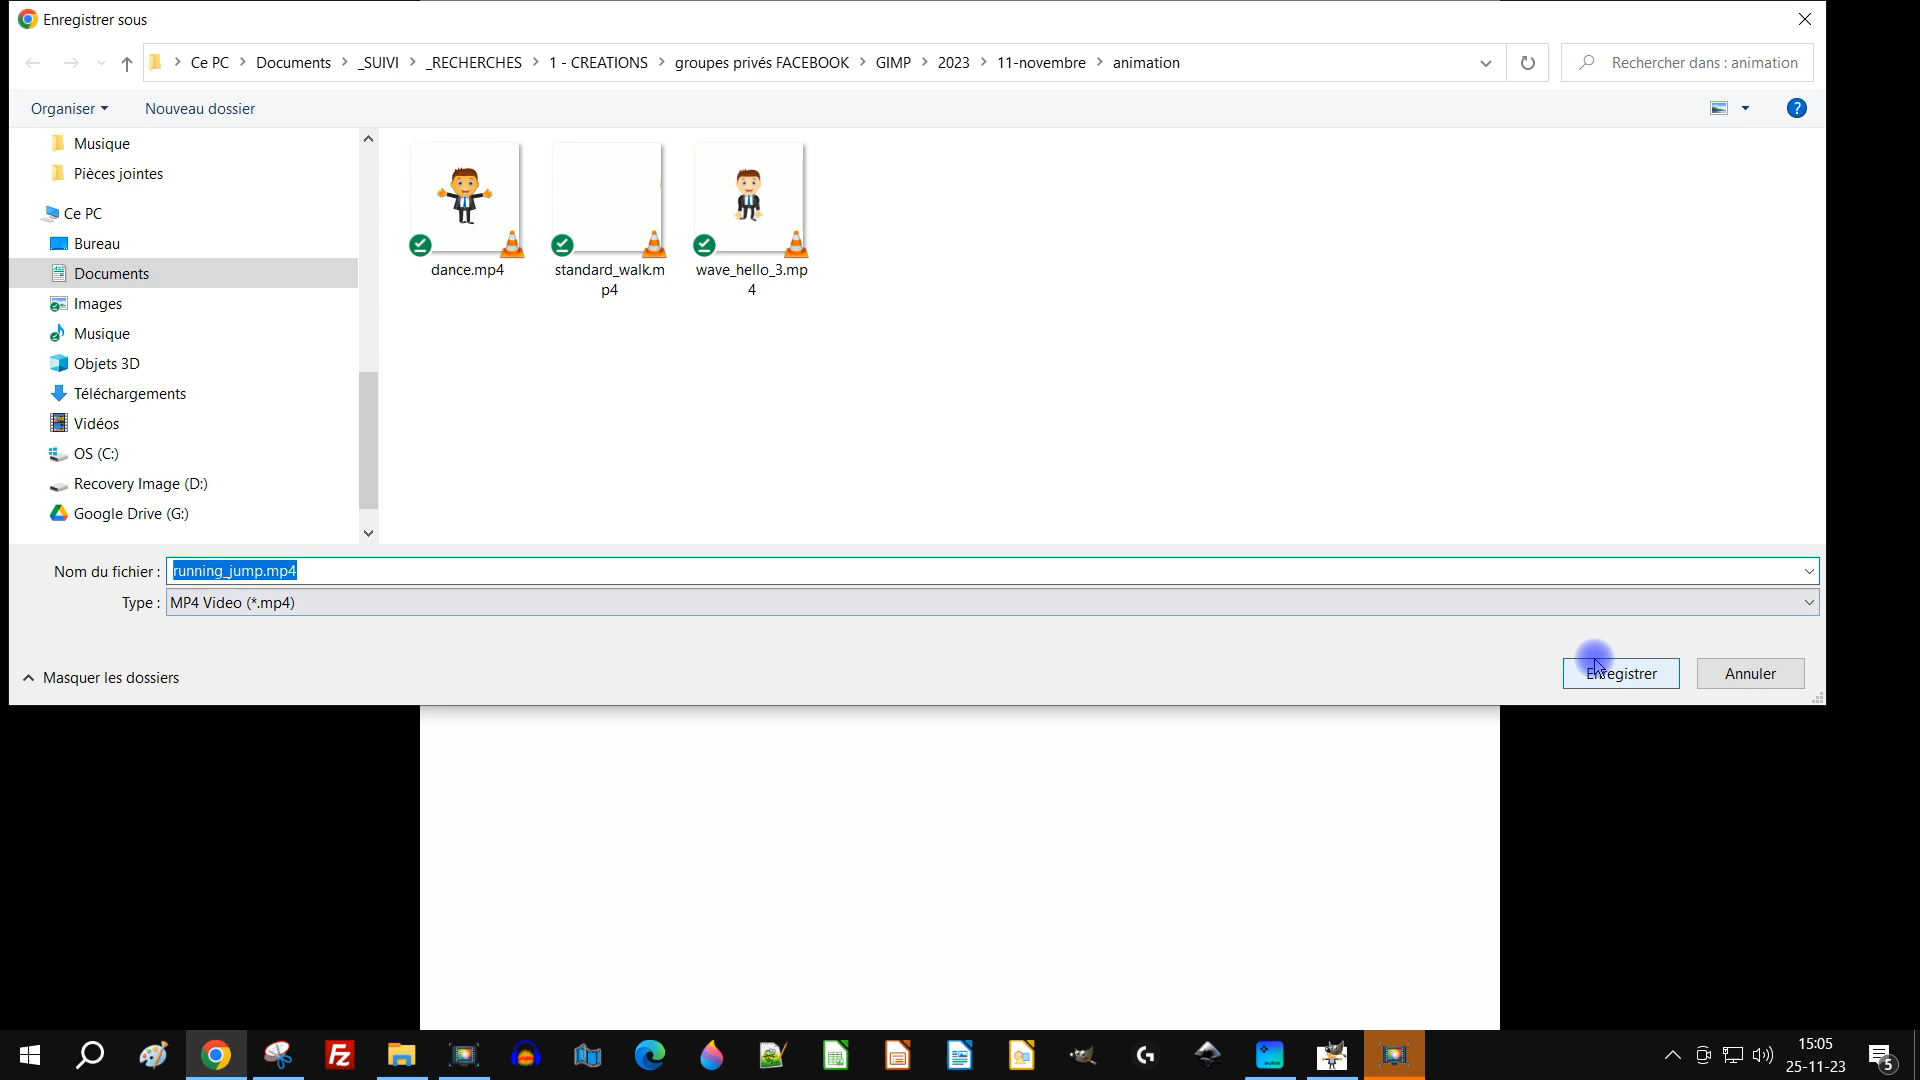 Enregistrer sous
Ce PC > Documents > _SUIVI > _RECHERCHES > 1 - CREATIONS > groupes privés FACEBOOK > GIMP > 2023 > 11-novembre > animation
Rechercher dans : animation
Organiser
Nouveau dossier
Musique
Pièces jointes
Ce PC
Bureau
Documents
Images
Musique
Objets 3D
Téléchargements
Vidéos
OS (C:)
Recovery Image (D:)
Google Drive (G:)
dance.mp4
standard_walk.m
p4
wave_hello_3.mp
4
Nom du fichier :
running_jump.mp4
Type :
MP4 Video (*.mp4)
Masquer les dossiers
Enregistrer
Annuler
15:05
25-11-23
5